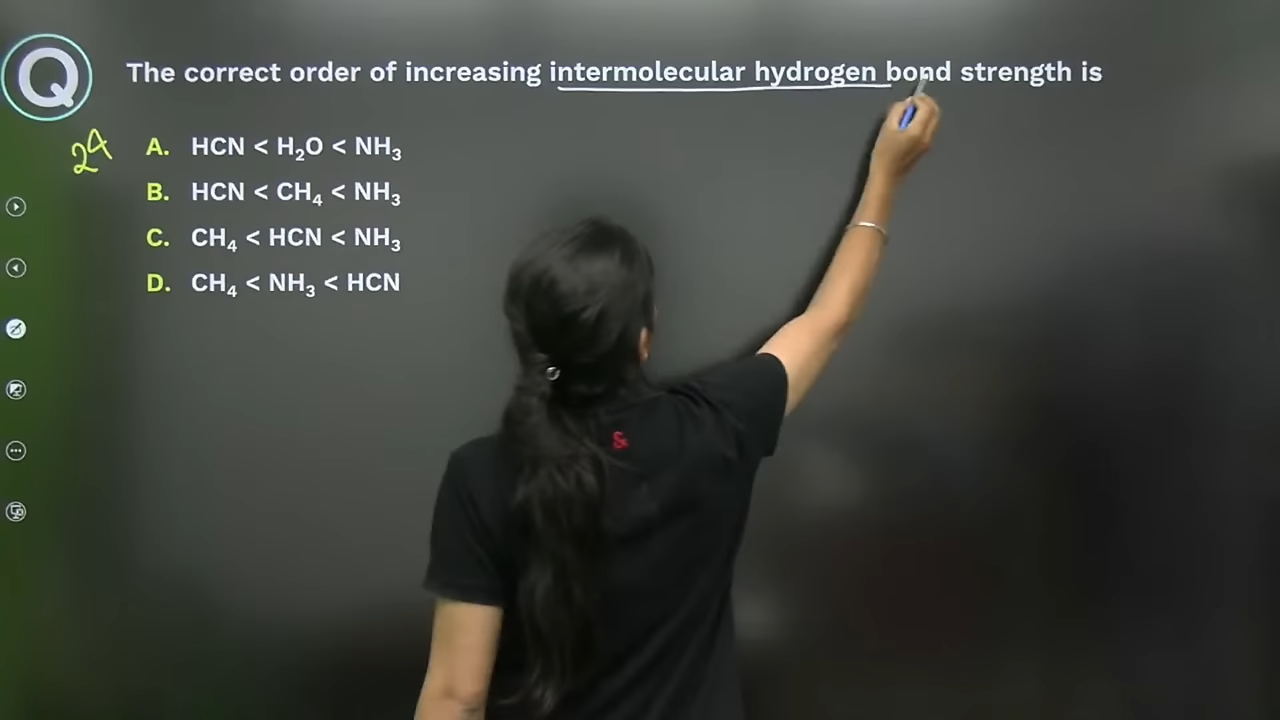 Q
The correct order of increasing intermolecular hydrogen bond strength is
24
A. HCN < H₂O < NH₃
B. HCN < CH₄ < NH₃
C. CH₄ < HCN < NH₃
D. CH₄ < NH₃ < HCN
&